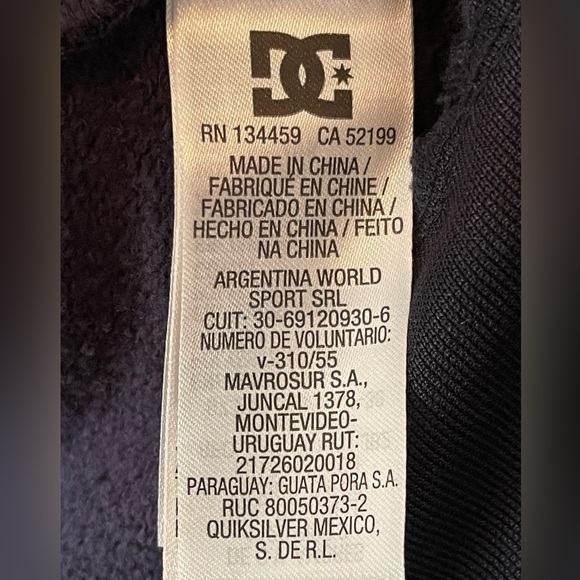 DC
RN 134459 CA 52199
MADE IN CHINA /
FABRIQUÉ EN CHINE /
FABRICADO EN CHINA /
HECHO EN CHINA / FEITO
NA CHINA
ARGENTINA WORLD
SPORT SRL
CUIT: 30-69120930-6
NUMERO DE VOLUNTARIO:
v-310/55
MAVROSUR S.A.,
JUNCAL 1378,
MONTEVIDEO-
URUGUAY RUT:
21726020018
PARAGUAY: GUATA PORA S.A.
RUC 80050373-2
QUIKSILVER MEXICO,
S. DE R.L.